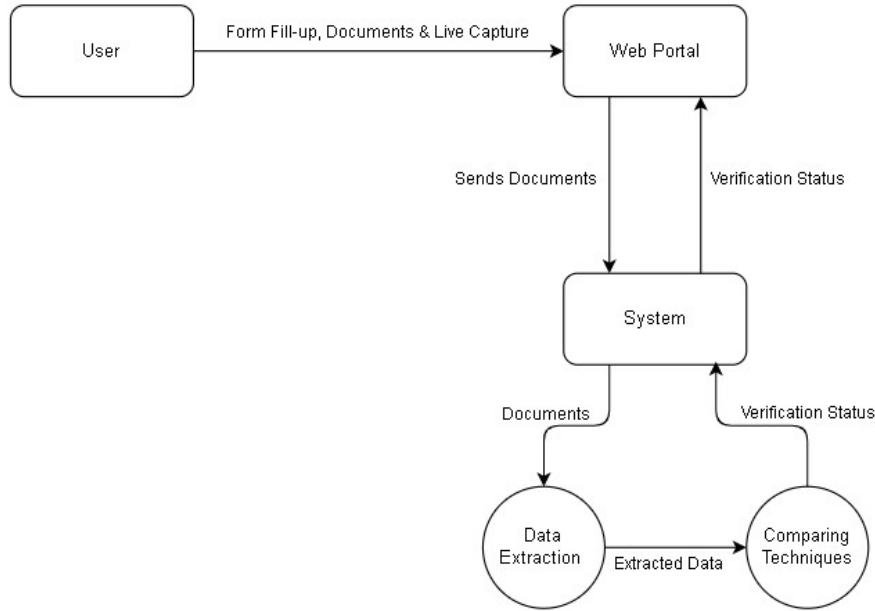 Form Fill-up, Documents & Live Capture
User
Web Portal
Sends Documents
Verification Status
System
Documents
Verification Status
Data
Extraction
Extracted Data
Comparing
Techniques